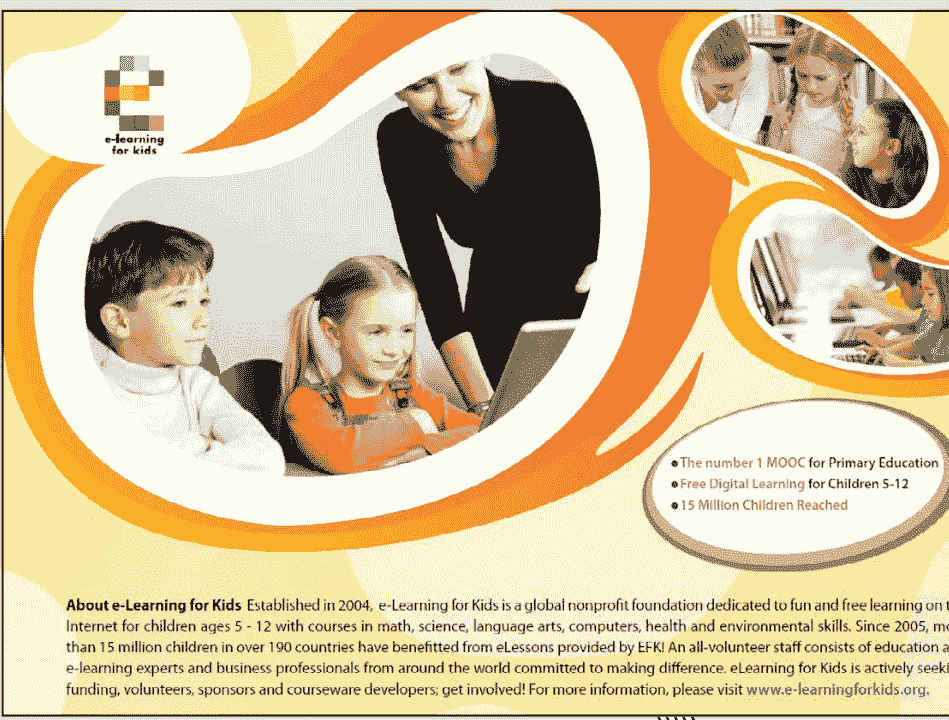 e-learning
for kids
The number 1 MOOC for Primary Education
Free Digital Learning for Children 5-12
15 Million Children Reached
About e-Learning for Kids Established in 2004, e-Learning for Kids is a global nonprofit foundation dedicated to fun and free learning on
Internet for children ages 5 - 12 with courses in math, science, language arts, computers, health and environmental skills. Since 2005,
than 15 million children in over 190 countries have benefitted from eLessons provided by EFK! An all-volunteer staff consists of education
e-learning experts and business professionals from around the world committed to making difference. eLearning for Kids is actively
funding, volunteers, sponsors and courseware developers; get involved! For more information, please visit www.e-learningforkids.org.